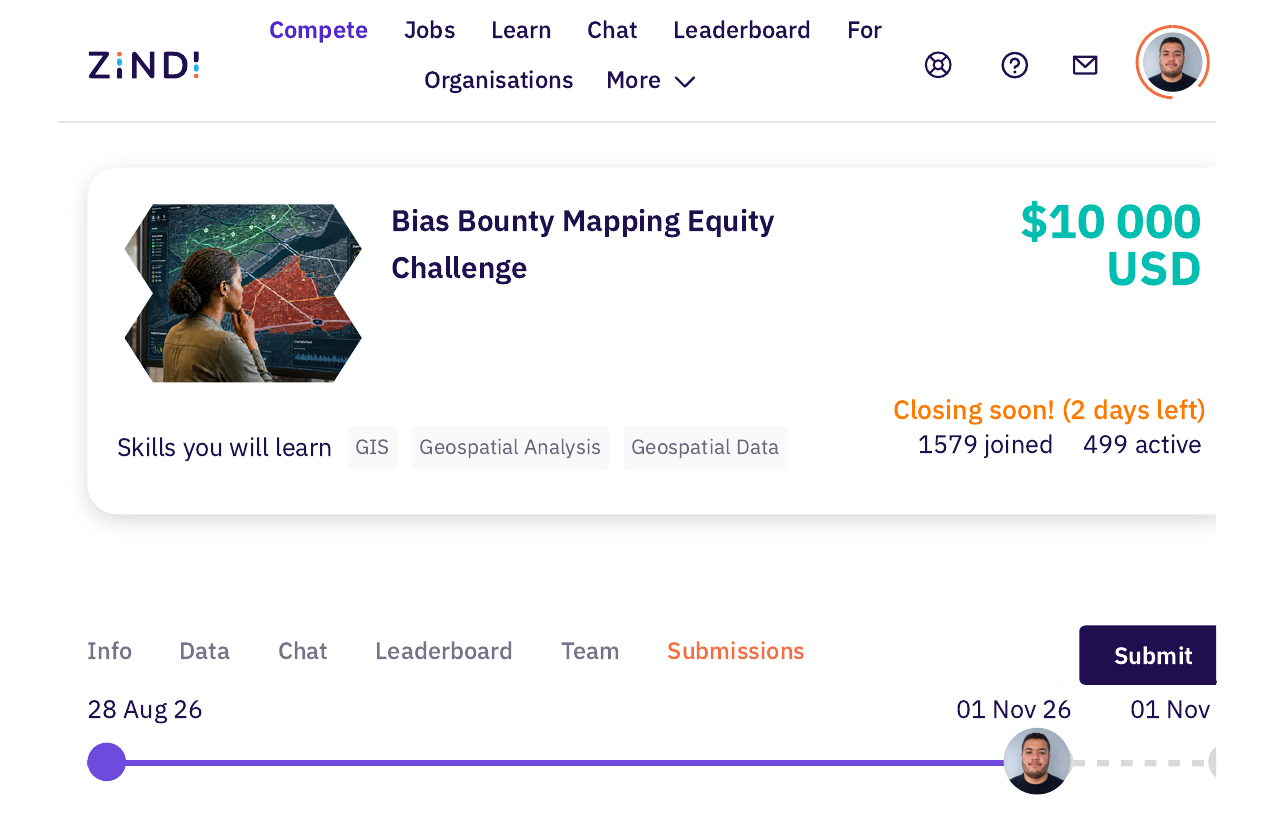 ZiNDI
Compete Jobs Learn Chat Leaderboard For
Organisations More
Bias Bounty Mapping Equity
Challenge
$10 000
USD
Closing soon! (2 days left)
1579 joined 499 active
Skills you will learn GIS Geospatial Analysis Geospatial Data
Info Data Chat Leaderboard Team Submissions
Submit
28 Aug 26 01 Nov 26 01 Nov